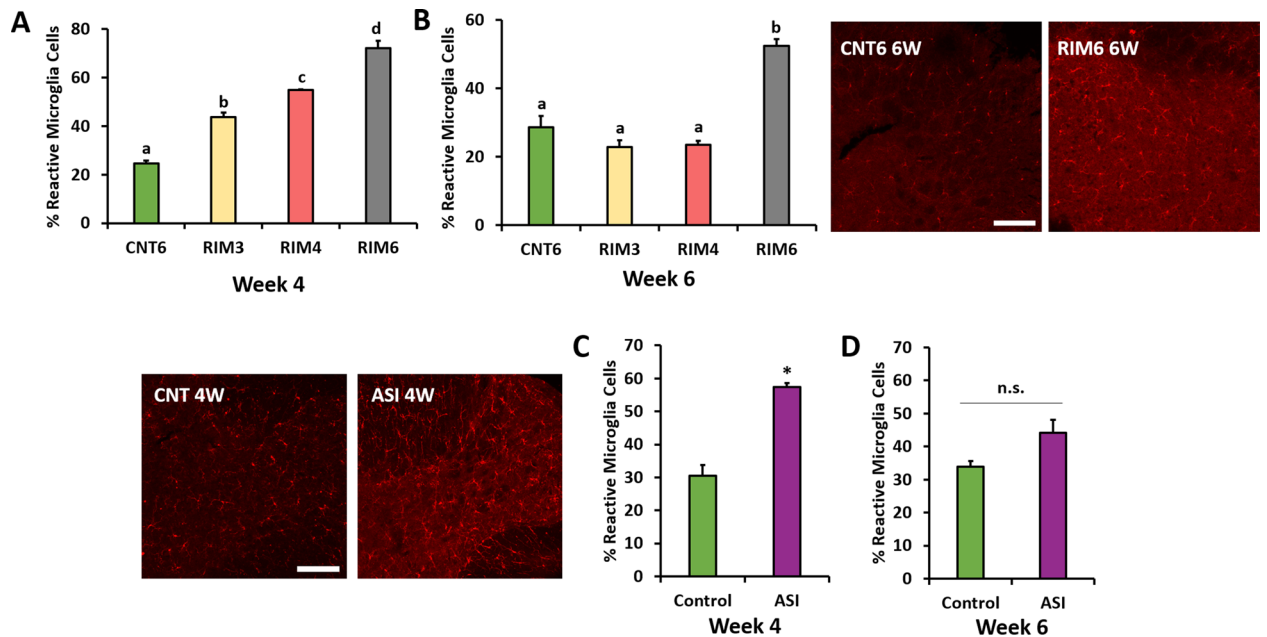 A
% Reactive Microglia Cells
80
60
40
20
0
a
b
c
d
CNT6 RIM3 RIM4 RIM6
Week 4
B
% Reactive Microglia Cells
60
40
20
0
a
a
a
b
CNT6 RIM3 RIM4 RIM6
Week 6
CNT6 6W
RIM6 6W
CNT 4W
ASI 4W
C
% Reactive Microglia Cells
70
60
50
40
30
20
10
0
*
Control ASI
Week 4
D
% Reactive Microglia Cells
70
60
50
40
30
20
10
0
n.s.
Control ASI
Week 6